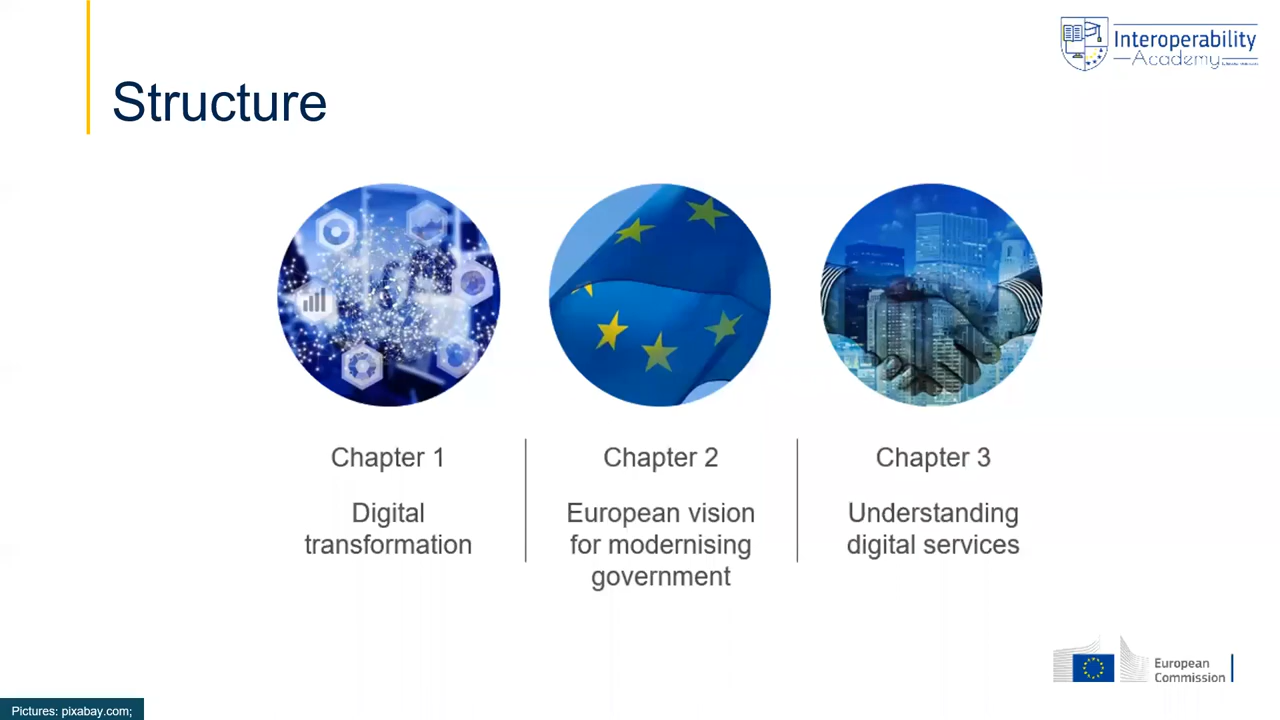 Interoperability
Academy
Structure
Chapter 1
Digital
transformation
Chapter 2
European vision
for modernising
government
Chapter 3
Understanding
digital services
European
Commission
Pictures: pixabay.com;